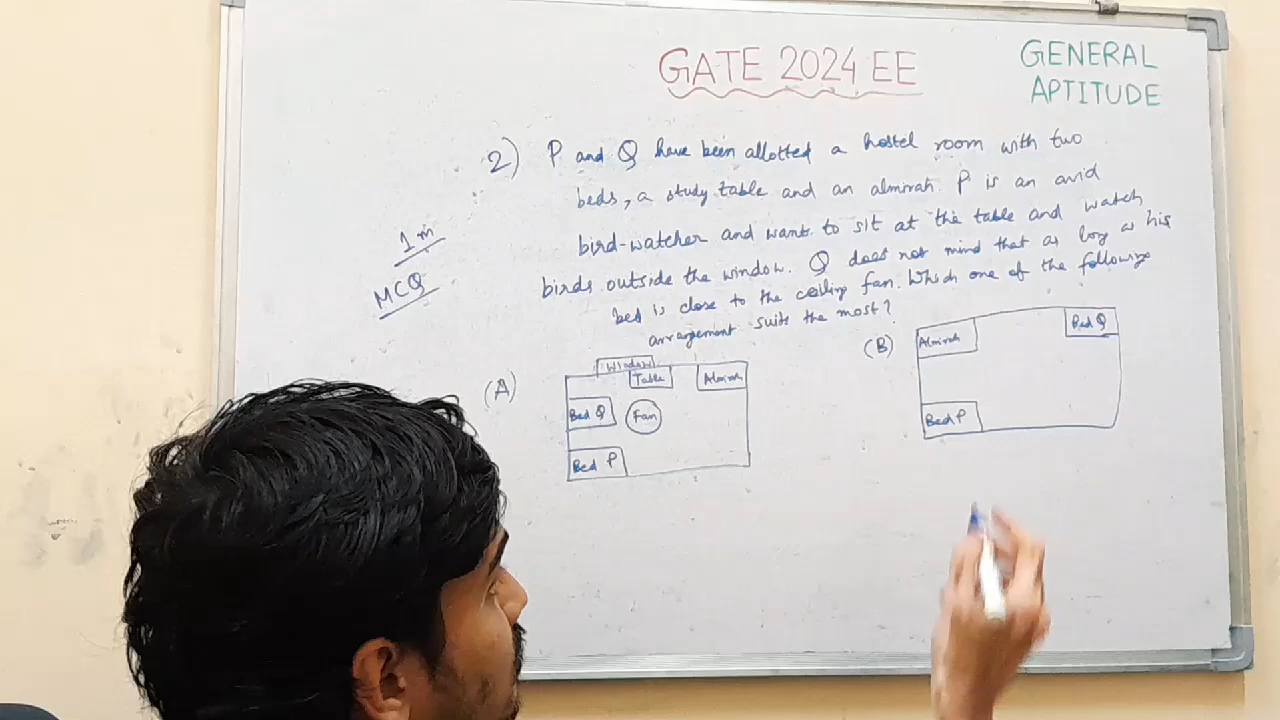 GATE 2024 EE
GENERAL
APTITUDE
2) P and Q have been allotted a hostel room with two
beds, a study table and an almirah. P is an avid
bird-watcher and wants to sit at the table and watch
birds outside the window. Q does not mind that as long as his
bed is close to the ceiling fan. Which one of the following
arrangement suits the most?
1 m
MCQ
(A)
Window
Table
Almirah
Bed Q
Fan
Bed P
(B)
Almirah
Bed Q
Bed P